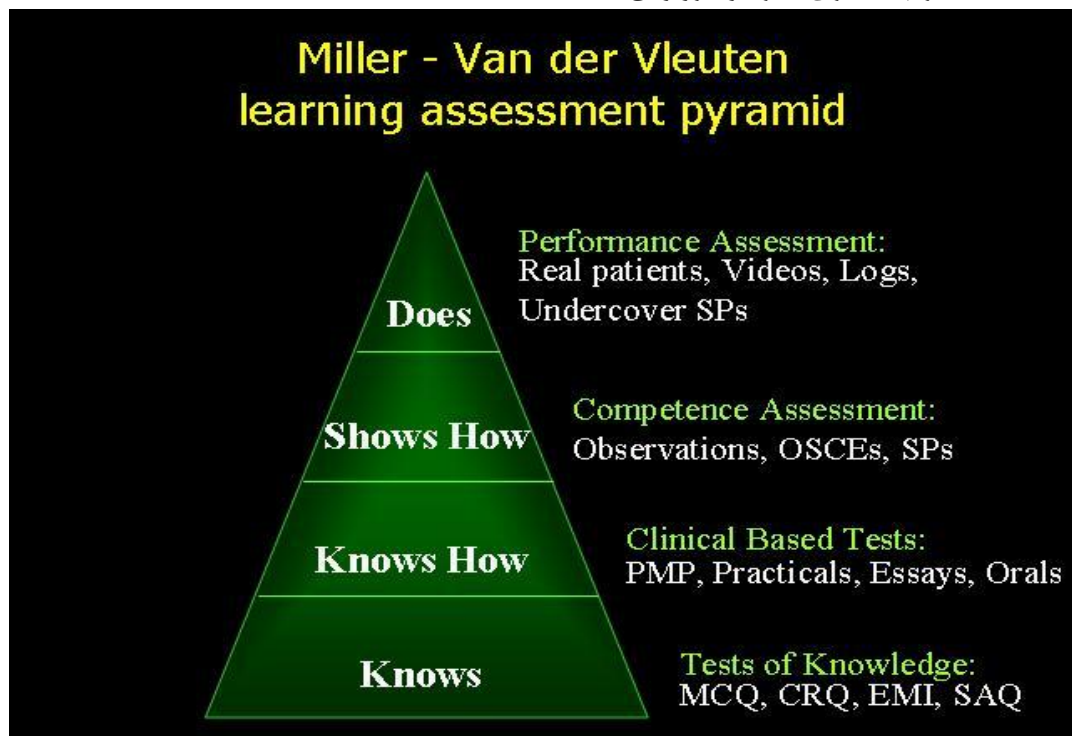 Miller - Van der Vleuten
learning assessment pyramid
Performance Assessment:
Real patients, Videos, Logs,
Undercover SPs
Does
Competence Assessment:
Observations, OSCEs, SPs
Shows How
Clinical Based Tests:
PMP, Practicals, Essays, Orals
Knows How
Tests of Knowledge:
MCQ, CRQ, EMI, SAQ
Knows